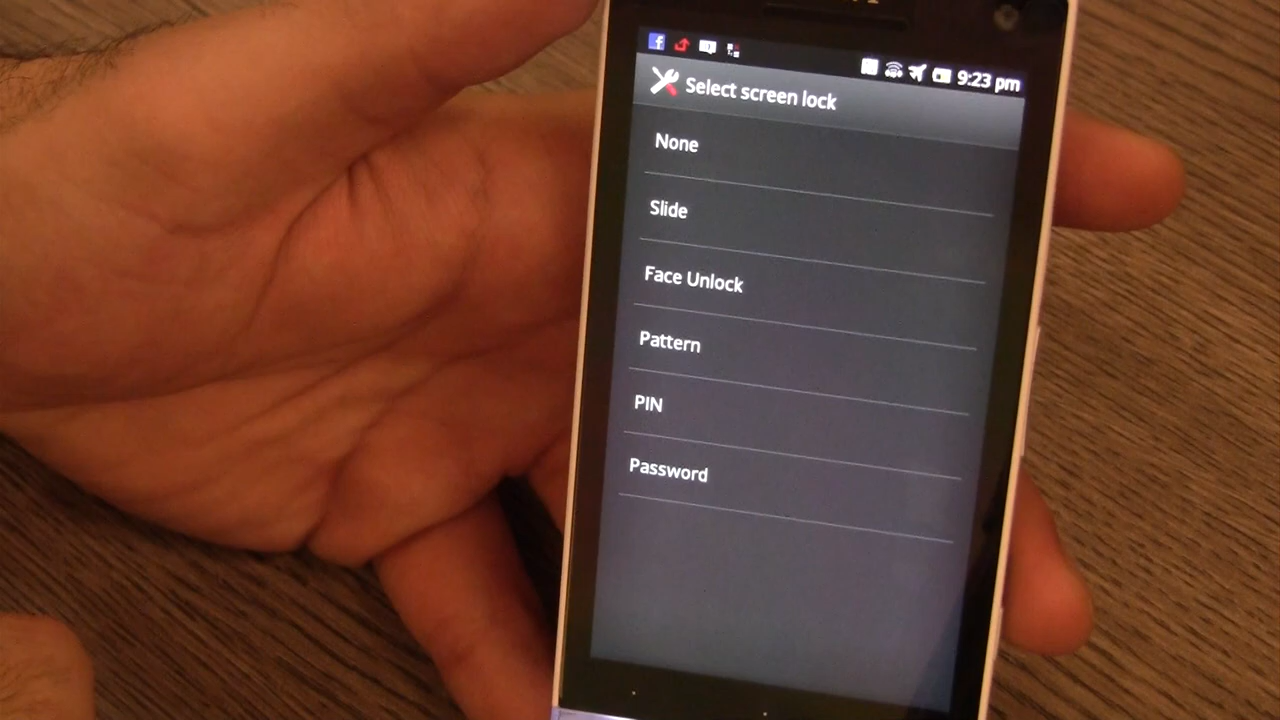 9:23 pm
Select screen lock
None
Slide
Face Unlock
Pattern
PIN
Password